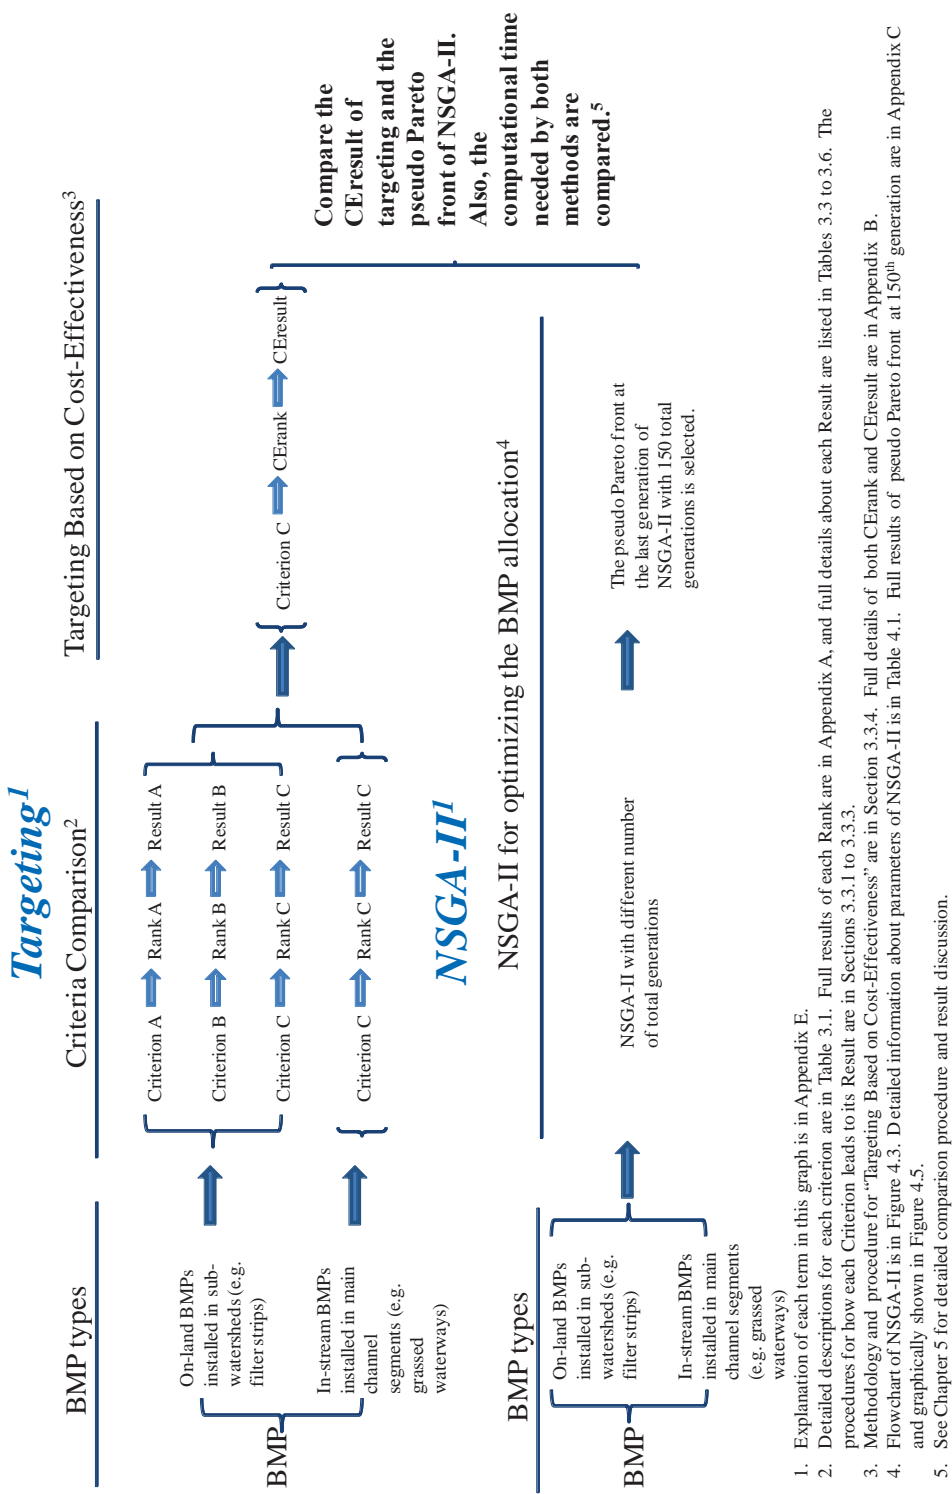 Targeting1
BMP types
Criteria Comparison2
Targeting Based on Cost-Effectiveness3
BMP
On-land BMPs
installed in sub-
watersheds (e.g.
filter strips)
In-stream BMPs
installed in main
channel
segments (e.g.
grassed
waterways)
Criterion A Rank A Result A
Criterion B Rank B Result B
Criterion C Rank C Result C
Criterion C Rank C Result C
Criterion C CErank CEresult
Compare the
CEresult of
targeting and the
pseudo Pareto
front of NSGA-II.
Also, the
computational time
needed by both
methods are
compared.5
NSGA-II1
BMP types
NSGA-II for optimizing the BMP allocation4
BMP
On-land BMPs
installed in sub-
watersheds (e.g.
filter strips)
In-stream BMPs
installed in main
channel segments
(e.g. grassed
waterways)
NSGA-II with different number
of total generations
The pseudo Pareto front at
the last generation of
NSGA-II with 150 total
generations is selected.
1. Explanation of each term in this graph is in Appendix E.
2. Detailed descriptions for each criterion are in Table 3.1. Full results of each Rank are in Appendix A, and full details about each Result are listed in Tables 3.3 to 3.6. The
procedures for how each Criterion leads to its Result are in Sections 3.3.1 to 3.3.3.
3. Methodology and procedure for “Targeting Based on Cost-Effectiveness” are in Section 3.3.4. Full details of both CErank and CEresult are in Appendix B.
4. Flowchart of NSGA-II is in Figure 4.3. Detailed information about parameters of NSGA-II is in Table 4.1. Full results of pseudo Pareto front at 150th generation are in Appendix C
and graphically shown in Figure 4.5.
5. See Chapter 5 for detailed comparison procedure and result discussion.